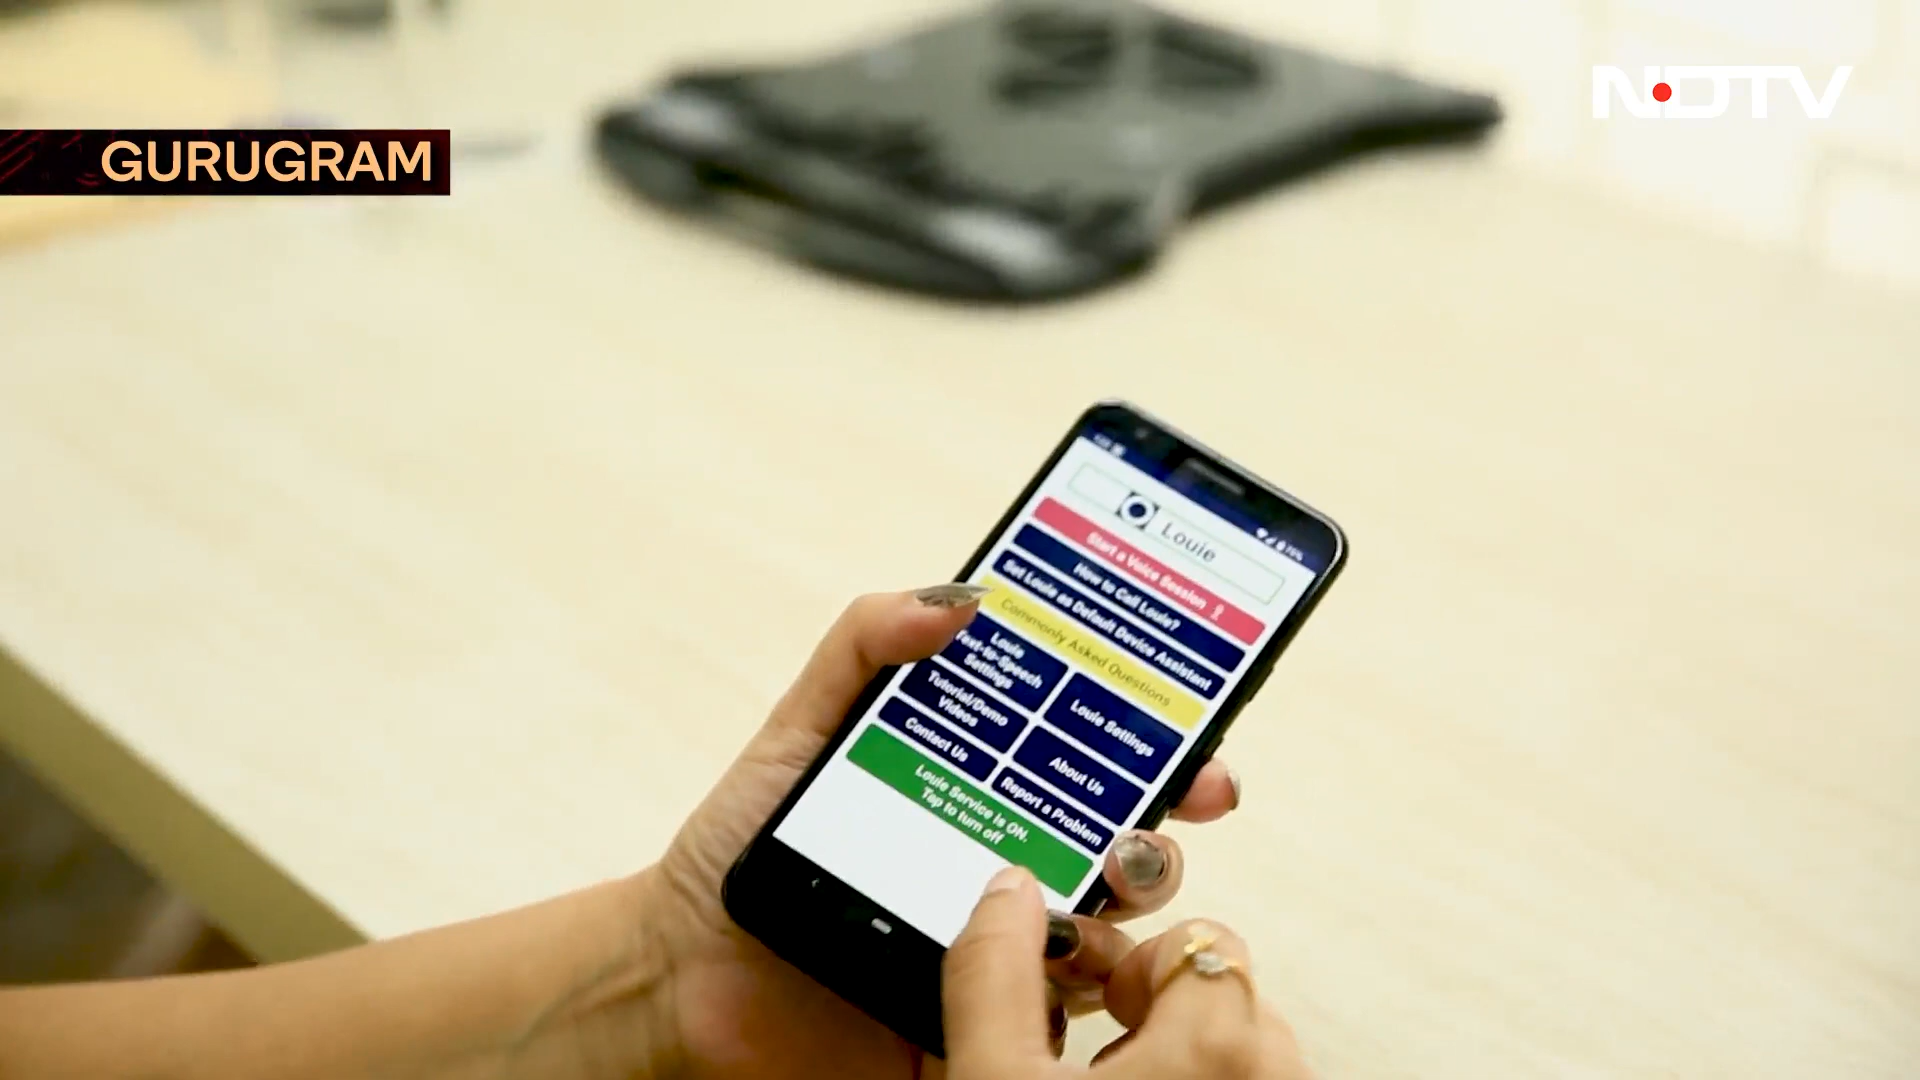 NDTV
GURUGRAM
Louie
Start a Voice Session
How to Call Louie?
Set Louie as Default Device Assistant
Commonly Asked Questions
Louie
Text-to-Speech
Settings
Louie Settings
Tutorial/Demo
Videos
About Us
Contact Us
Report a Problem
Louie Service is ON.
Tap to turn off